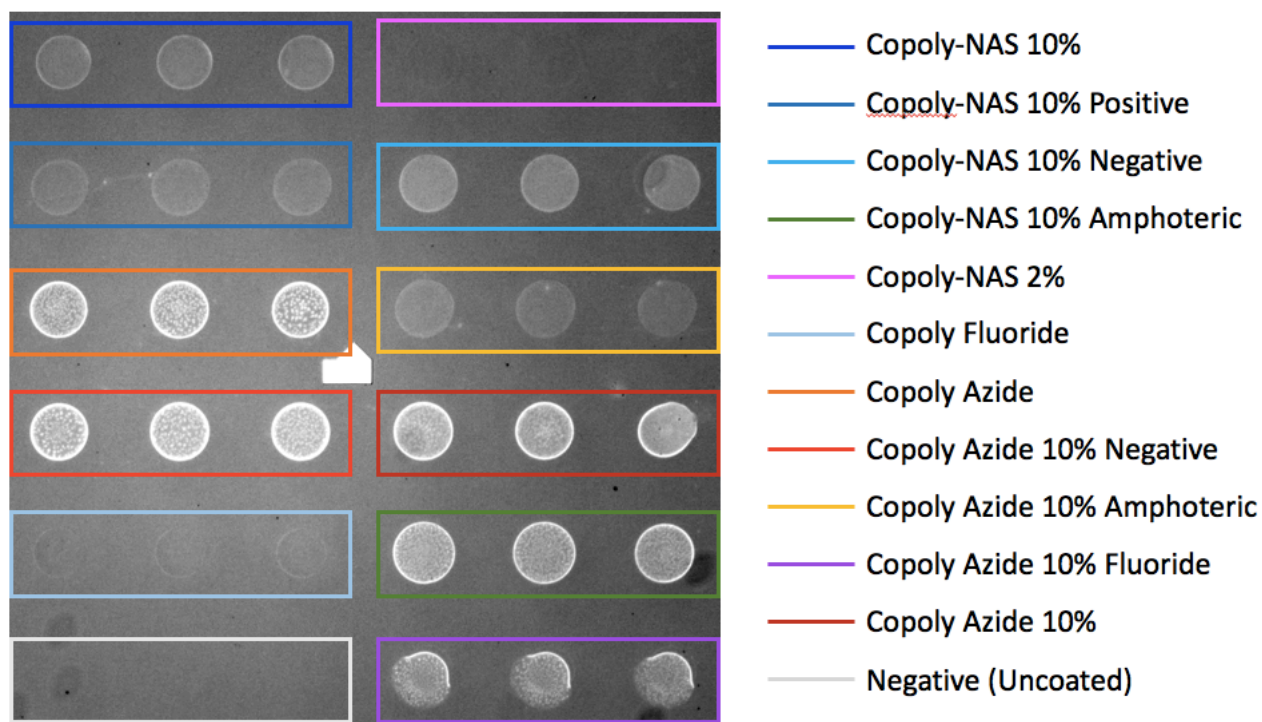 Copoly-NAS 10%
Copoly-NAS 10% Positive
Copoly-NAS 10% Negative
Copoly-NAS 10% Amphoteric
Copoly-NAS 2%
Copoly Fluoride
Copoly Azide
Copoly Azide 10% Negative
Copoly Azide 10% Amphoteric
Copoly Azide 10% Fluoride
Copoly Azide 10%
Negative (Uncoated)